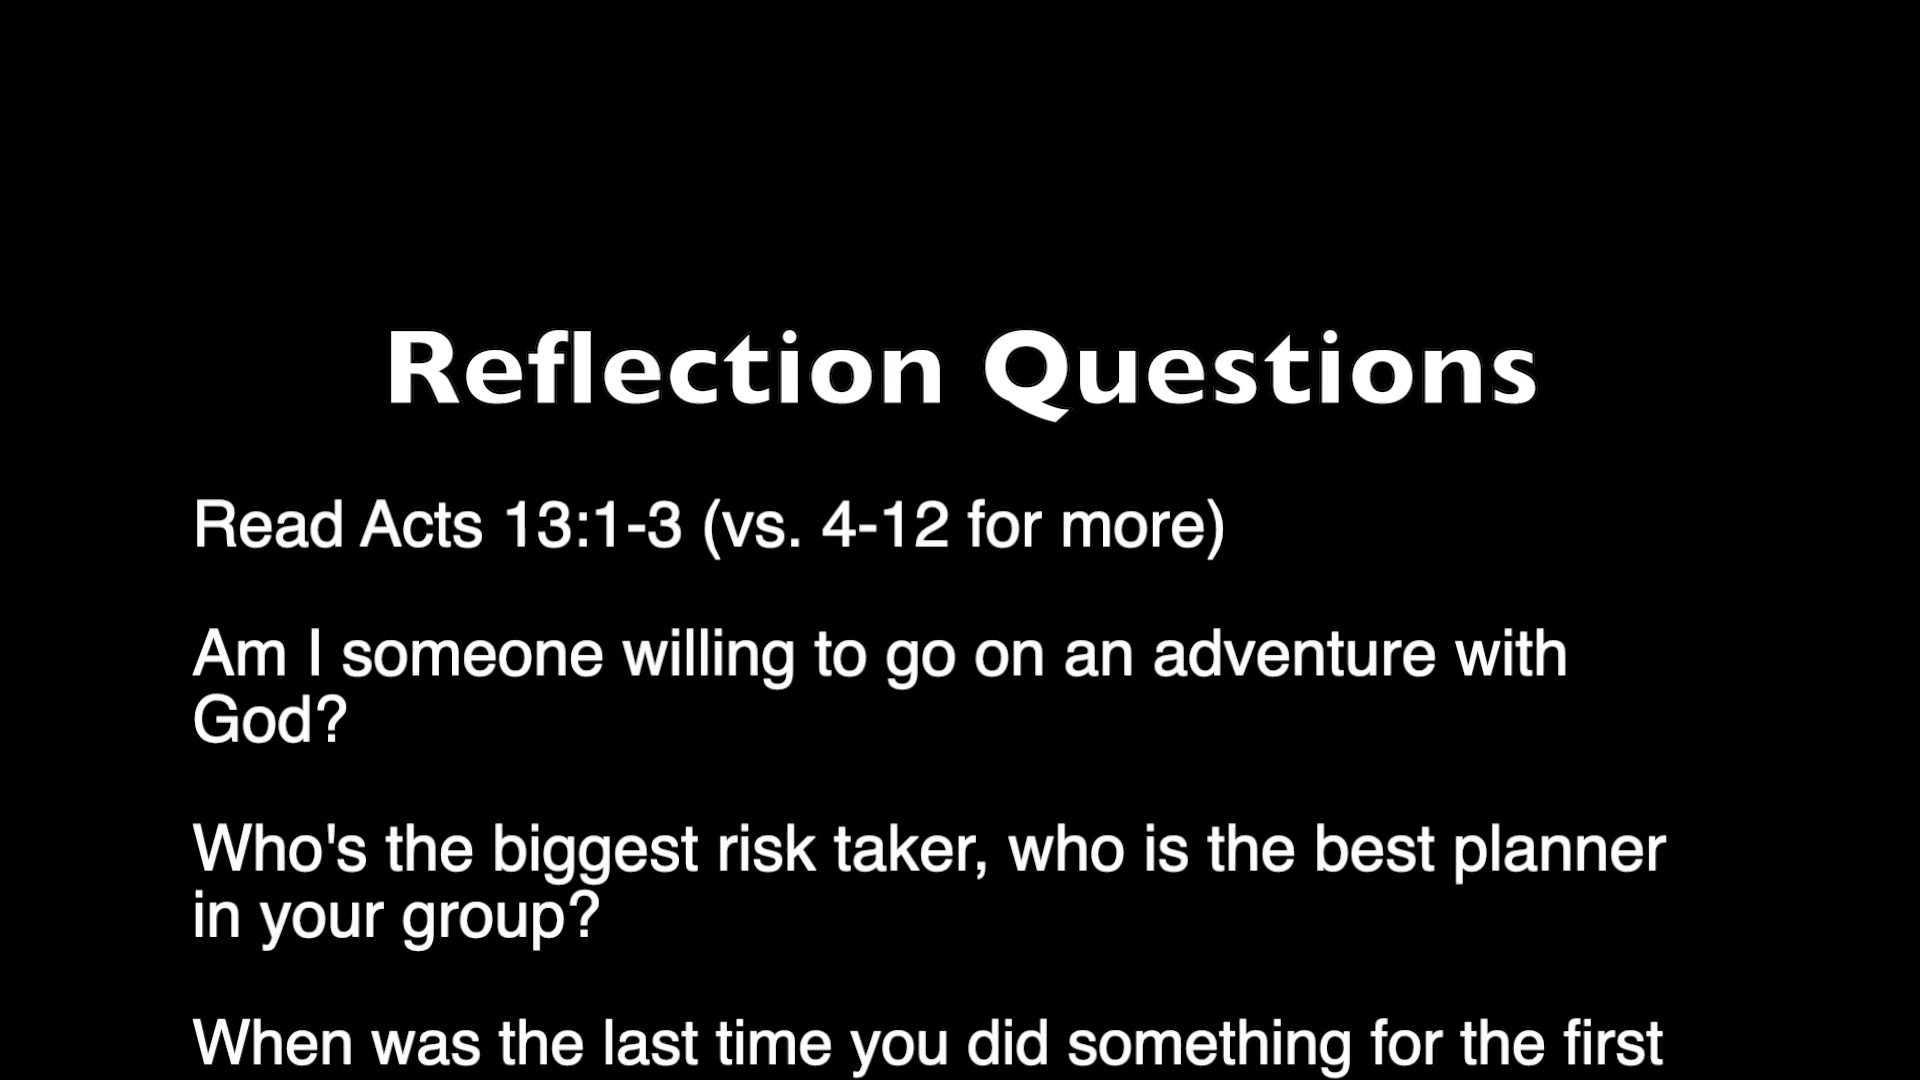 Reflection Questions
Read Acts 13:1-3 (vs. 4-12 for more)
Am I someone willing to go on an adventure with
God?
Who's the biggest risk taker, who is the best planner
in your group?
When was the last time you did something for the first